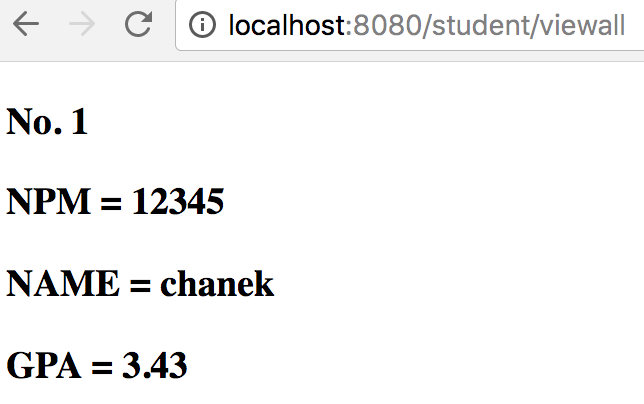 localhost:8080/student/viewall
No. 1
NPM = 12345
NAME = chanek
GPA = 3.43